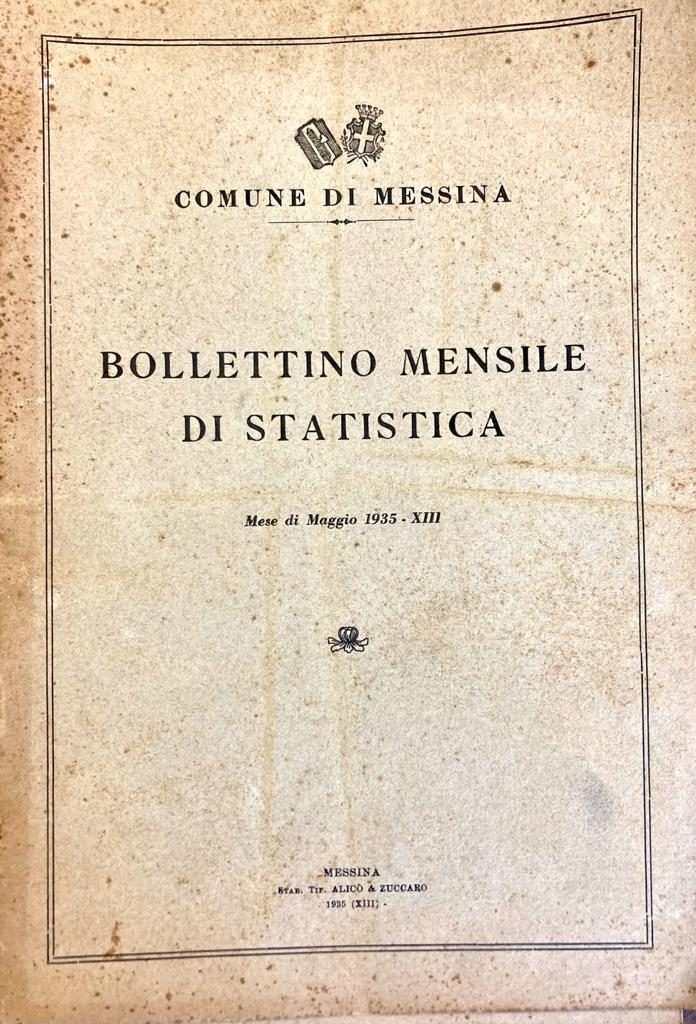 COMUNE DI MESSINA
BOLLETTINO MENSILE
DI STATISTICA
Mese di Maggio 1935 - XIII
MESSINA
STAB. TIP. ALICÒ & ZUCCARO
1935 (XIII) -